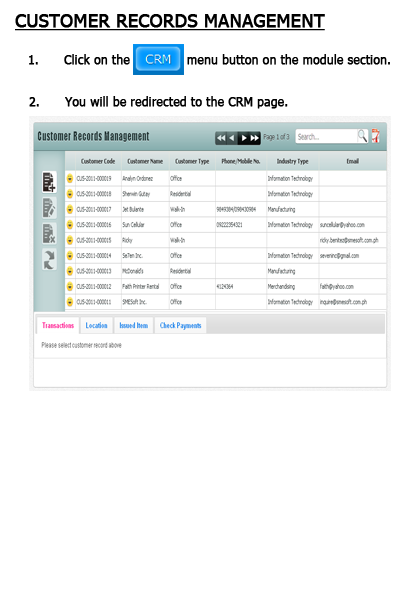 CUSTOMER RECORDS MANAGEMENT
1. Click on the CRM menu button on the module section.
2. You will be redirected to the CRM page.
Customer Records Management Page 1 of 3 Search...
Customer Code Customer Name Customer Type Phone/Mobile No. Industry Type Email
CUS-2011-000019 Analyn Ordonez Office Information Technology
CUS-2011-000018 Sherwin Gutay Residential Information Technology
CUS-2011-000017 Jet Bulante Walk-In 9849384/098430984 Manufacturing
CUS-2011-000016 Sun Cellular Office 09222354321 Information Technology suncellular@yahoo.com
CUS-2011-000015 Ricky Walk-In ricky.benitez@smesoft.com.ph
CUS-2011-000014 SeTen Inc. Office Information Technology seveninc@gmail.com
CUS-2011-000013 McDonald's Residential Manufacturing
CUS-2011-000012 Faith Printer Rental Office 4124364 Merchandising faith@yahoo.com
CUS-2011-000011 SMESoft Inc. Office Information Technology inquire@smesoft.com.ph
Transactions Location Issued Item Check Payments
Please select customer record above